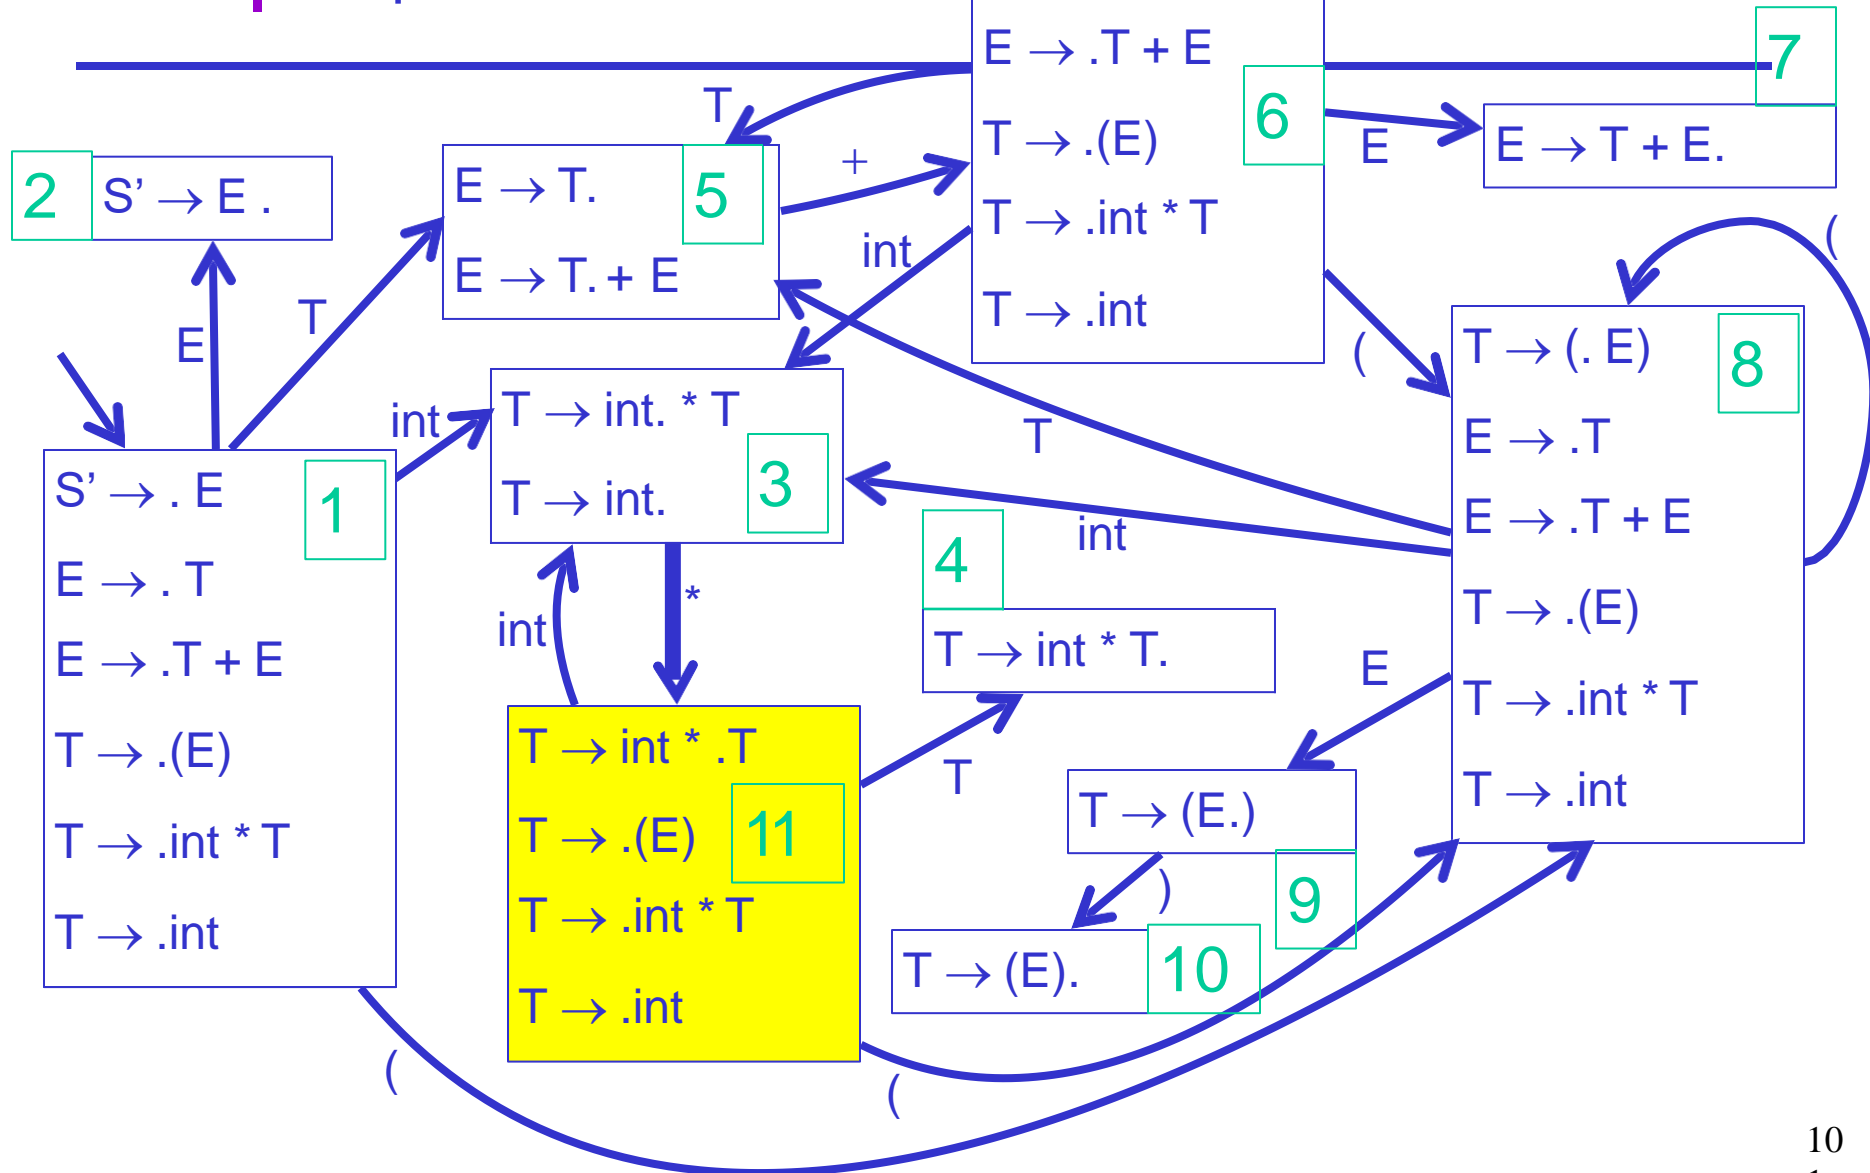 E → .T + E
T → .(E)
T → .int * T
T → .int
6
7
E → T + E.
E
2
S’ → E .
E → T.
E → T. + E
5
T
+
int
(
(
T → (. E)
E → .T
E → .T + E
T → .(E)
T → .int * T
T → .int
8
E
T
int
T → int. * T
T → int.
3
T
int
S’ → . E
E → . T
E → .T + E
T → .(E)
T → .int * T
T → .int
1
4
T → int * T.
*
int
T → int * .T
T → .(E)
T → .int * T
T → .int
11
T
E
T → (E.)
9
)
T → (E).
10
(
(
10